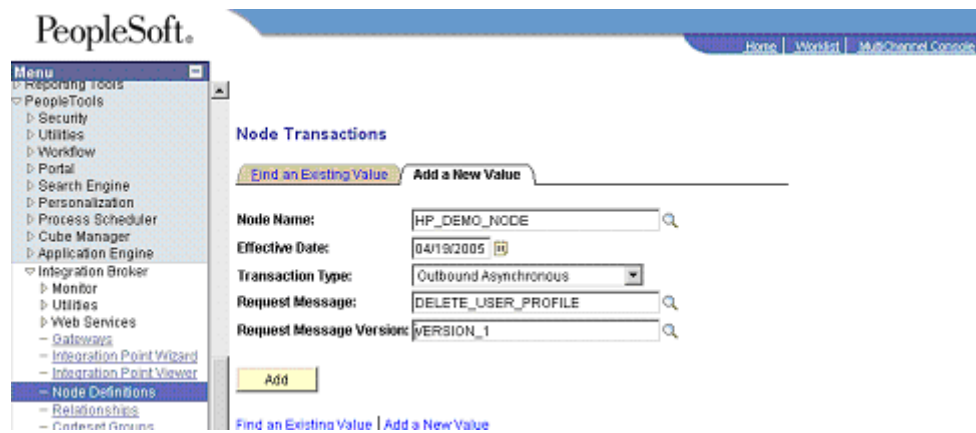 PeopleSoft®
Home | Worklist | MultiChannel Console
Menu
Reporting Tools
PeopleTools
Security
Utilities
Workflow
Portal
Search Engine
Personalization
Process Scheduler
Cube Manager
Application Engine
Integration Broker
Monitor
Utilities
Web Services
Gateways
Integration Point Wizard
Integration Point Viewer
Node Definitions
Relationships
Codeset Groups
Node Transactions
Find an Existing Value / Add a New Value
Node Name: HP_DEMO_NODE
Effective Date: 04/19/2005
Transaction Type: Outbound Asynchronous
Request Message: DELETE_USER_PROFILE
Request Message Version: VERSION_1
Add
Find an Existing Value | Add a New Value